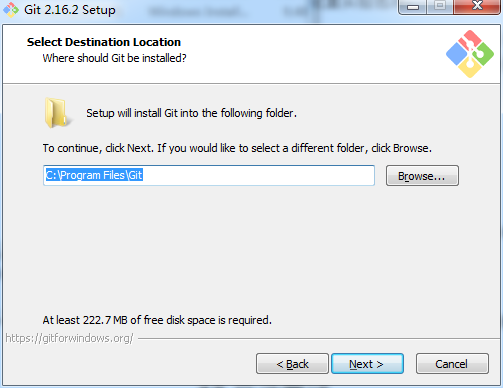 Git 2.16.2 Setup
Select Destination Location
Where should Git be installed?
Setup will install Git into the following folder.
To continue, click Next. If you would like to select a different folder, click Browse.
C:\Program Files\Git
Browse...
At least 222.7 MB of free disk space is required.
https://gitforwindows.org/
< Back
Next >
Cancel